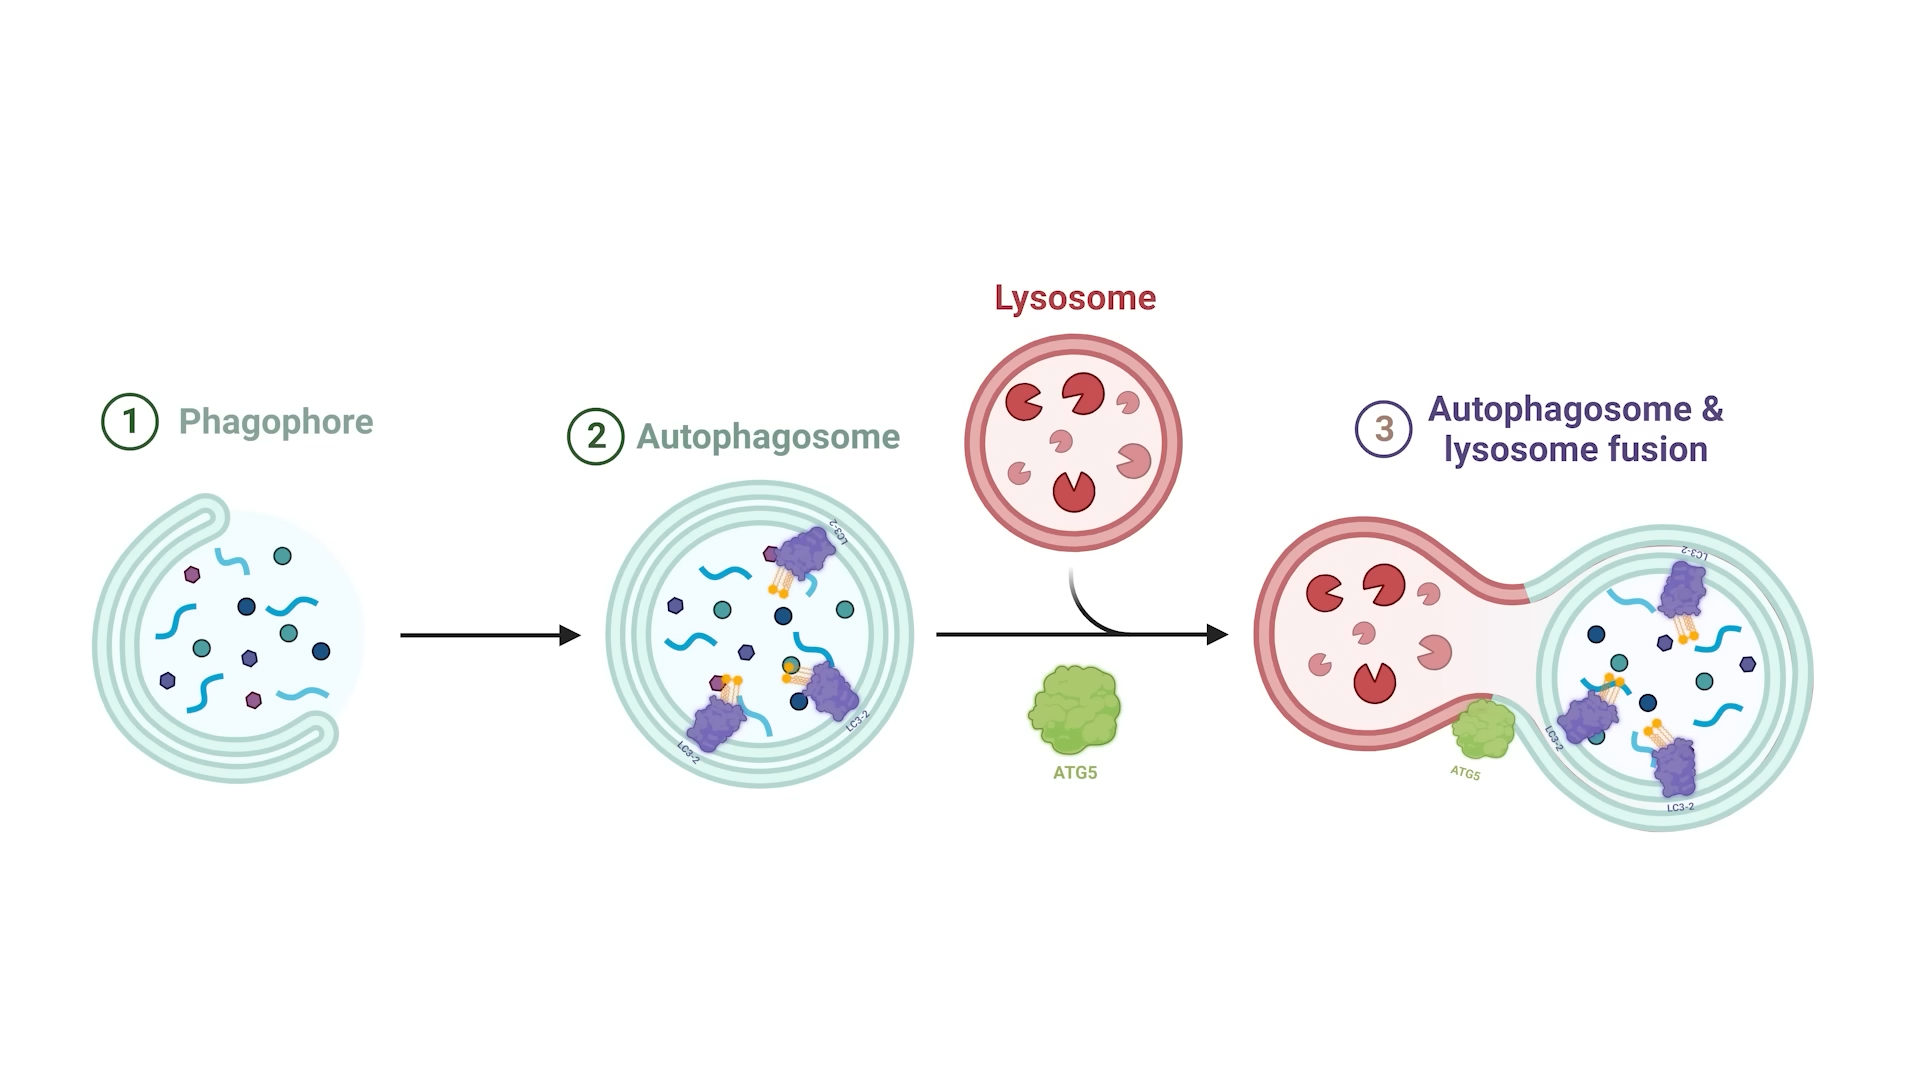 1 Phagophore
2 Autophagosome
LC3-2
LC3-2
LC3-2
Lysosome
ATG5
3 Autophagosome &
lysosome fusion
LC3-2
LC3-2
LC3-2
ATG5